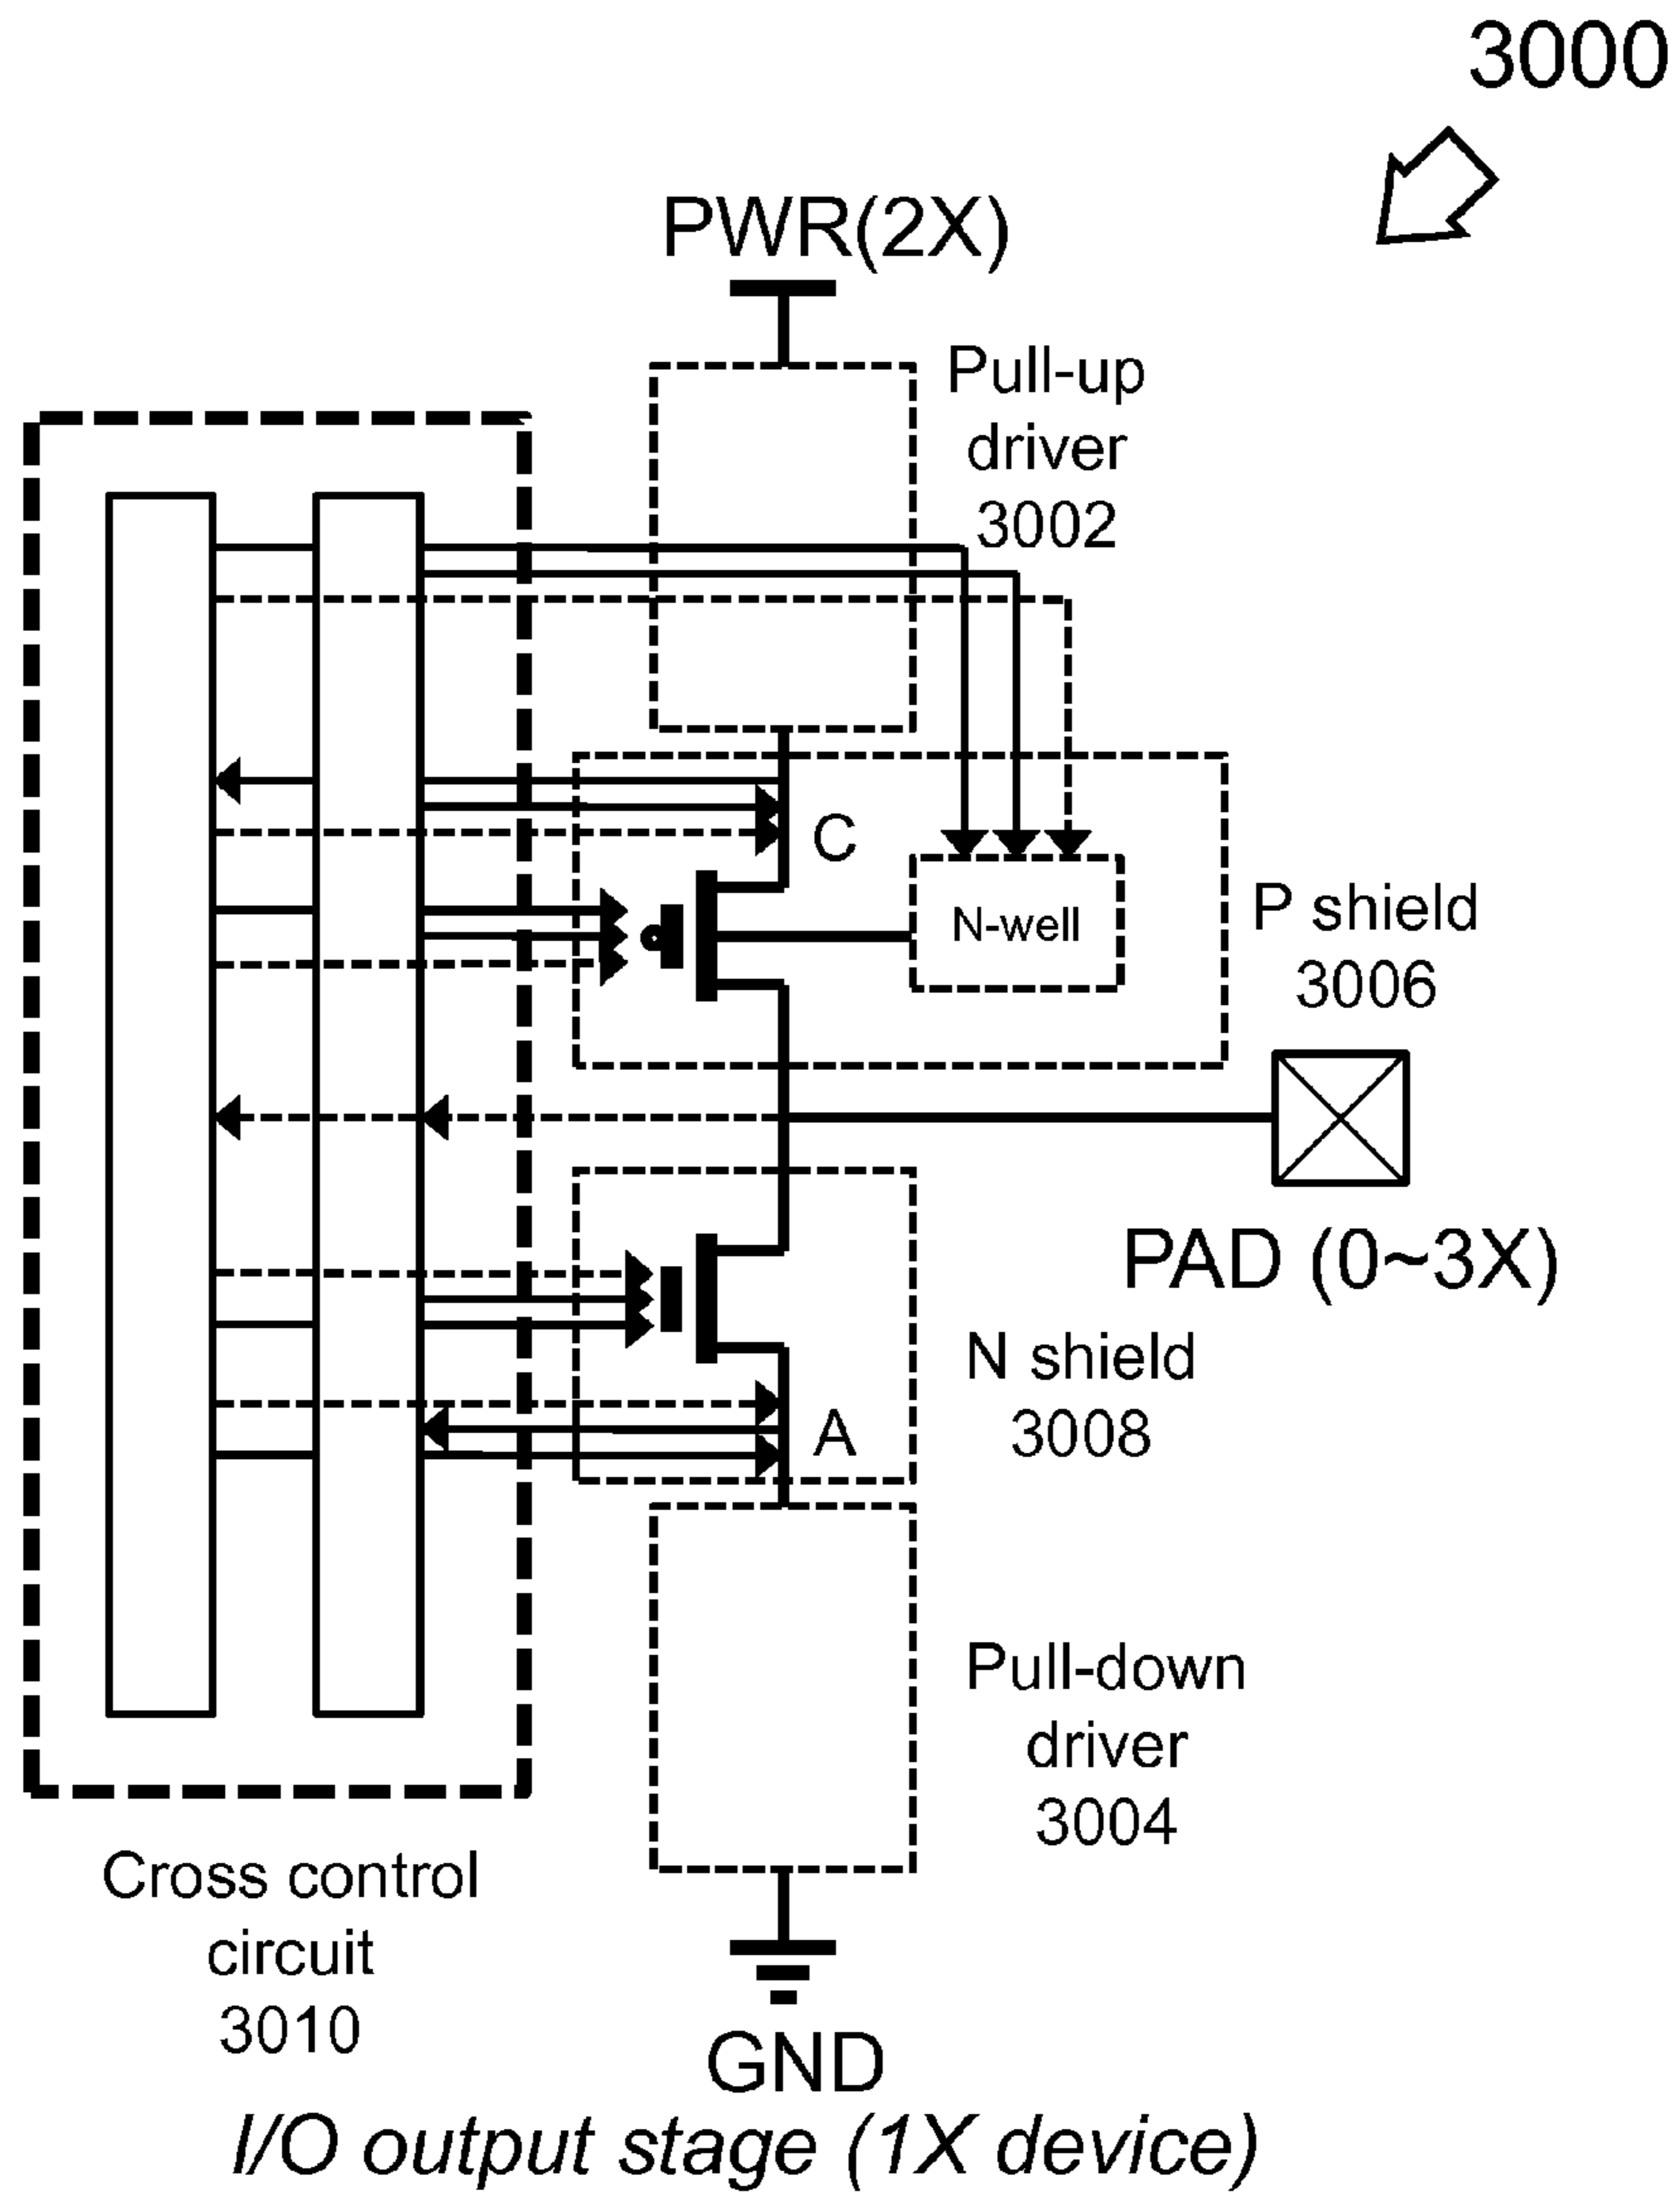 3000
PWR(2X)
Pull-up
driver
3002
C
N-well
P shield
3006
PAD (0~3X)
N shield
3008
A
Pull-down
driver
3004
Cross control
circuit
3010
GND
I/O output stage (1X device)